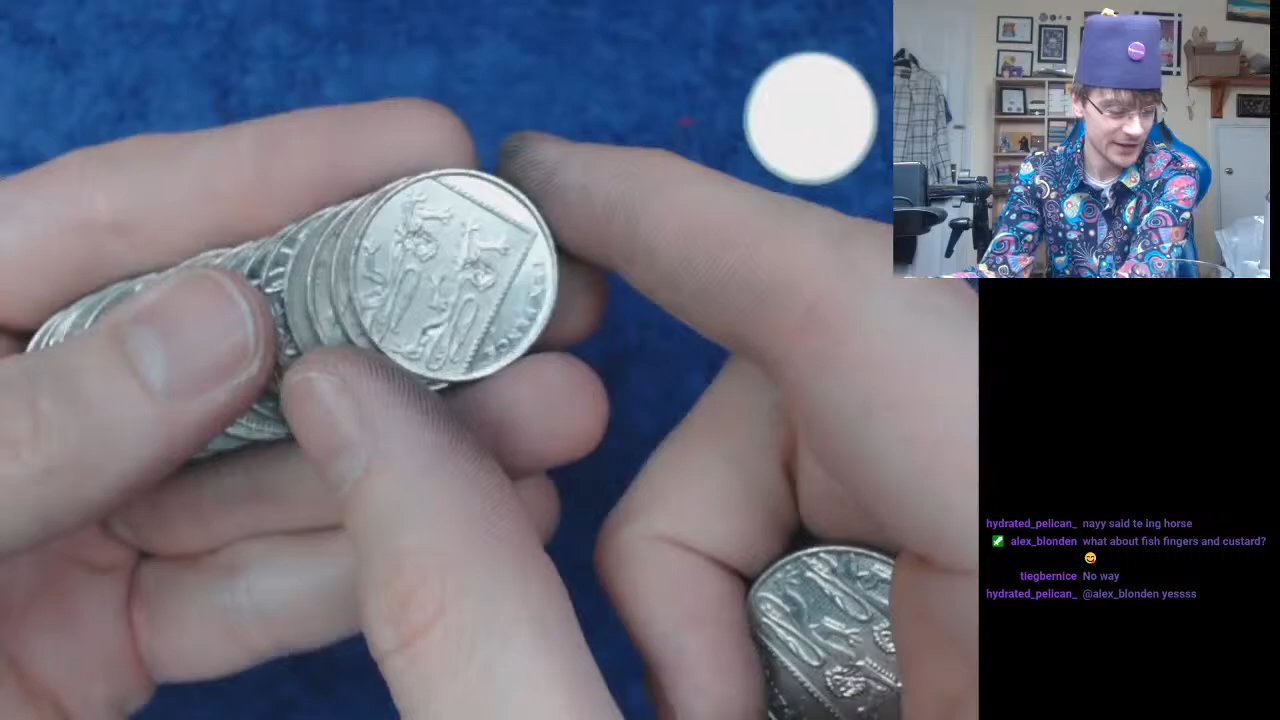 hydrated_pelican_ nayy said te ing horse
alex_blonden what about fish fingers and custard?
tiegbernice No way
hydrated_pelican_ @alex_blonden yessss